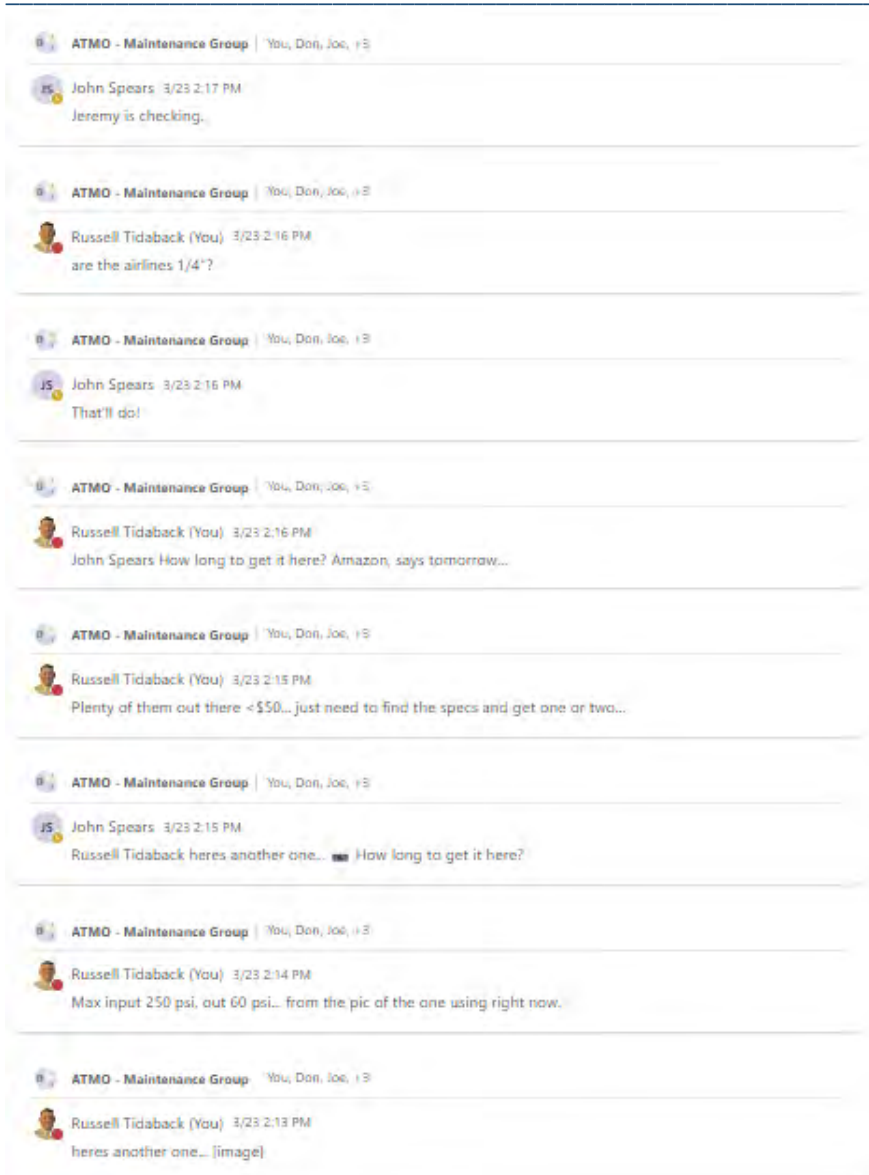 ATMO - Maintenance Group | You, Don, Joe, +3
JS John Spears 3/23 2:17 PM
Jeremy is checking.
ATMO - Maintenance Group | You, Don, Joe, +3
Russell Tidaback (You) 3/23 2:16 PM
are the airlines 1/4"?
ATMO - Maintenance Group | You, Don, Joe, +3
JS John Spears 3/23 2:16 PM
That'll do!
ATMO - Maintenance Group | You, Don, Joe, +3
Russell Tidaback (You) 3/23 2:16 PM
John Spears How long to get it here? Amazon, says tomorrow...
ATMO - Maintenance Group | You, Don, Joe, +3
Russell Tidaback (You) 3/23 2:15 PM
Plenty of them out there <$50... just need to find the specs and get one or two...
ATMO - Maintenance Group | You, Don, Joe, +3
JS John Spears 3/23 2:15 PM
Russell Tidaback heres another one... How long to get it here?
ATMO - Maintenance Group | You, Don, Joe, +3
Russell Tidaback (You) 3/23 2:14 PM
Max input 250 psi, out 60 psi... from the pic of the one using right now.
ATMO - Maintenance Group You, Don, Joe, +3
Russell Tidaback (You) 3/23 2:13 PM
heres another one... [image]